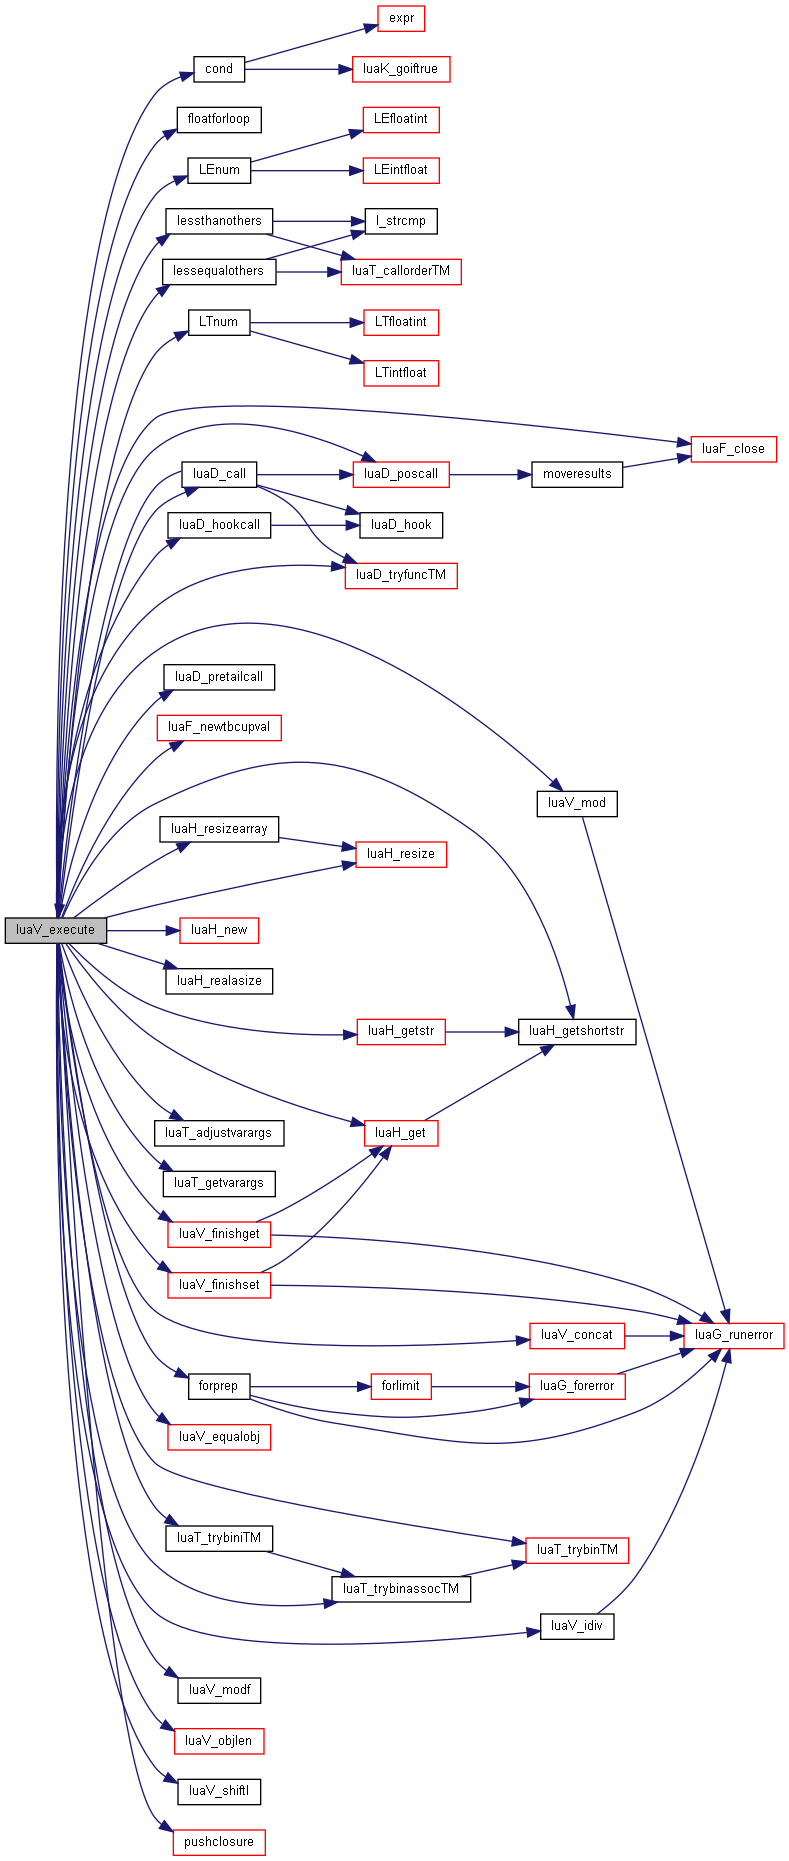 expr
cond
luaK_goiftrue
floatforloop
LEfloatint
LEnum
LEintfloat
lessthanothers
l_strcmp
lessequalothers
luaT_callorderTM
LTnum
LTfloatint
LTintfloat
luaF_close
luaD_call
luaD_poscall
moveresults
luaD_hookcall
luaD_hook
luaD_tryfuncTM
luaD_pretailcall
luaF_newtbcupval
luaV_mod
luaH_resizearray
luaH_resize
luaV_execute
luaH_new
luaH_realasize
luaH_getstr
luaH_getshortstr
luaT_adjustvarargs
luaH_get
luaT_getvarargs
luaV_finishget
luaV_finishset
luaV_concat
luaG_runerror
forprep
forlimit
luaG_forerror
luaV_equalobj
luaT_trybiniTM
luaT_trybinTM
luaT_trybinassocTM
luaV_idiv
luaV_modf
luaV_objlen
luaV_shiftl
pushclosure